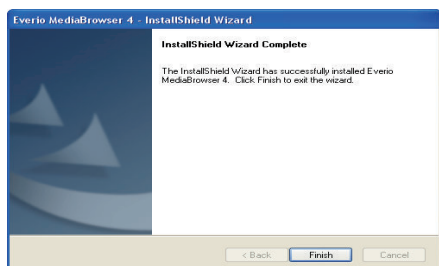 Everio MediaBrowser 4 - InstallShield Wizard
InstallShield Wizard Complete
The InstallShield Wizard has successfully installed Everio
MediaBrowser 4. Click Finish to exit the wizard.
< Back
Finish
Cancel